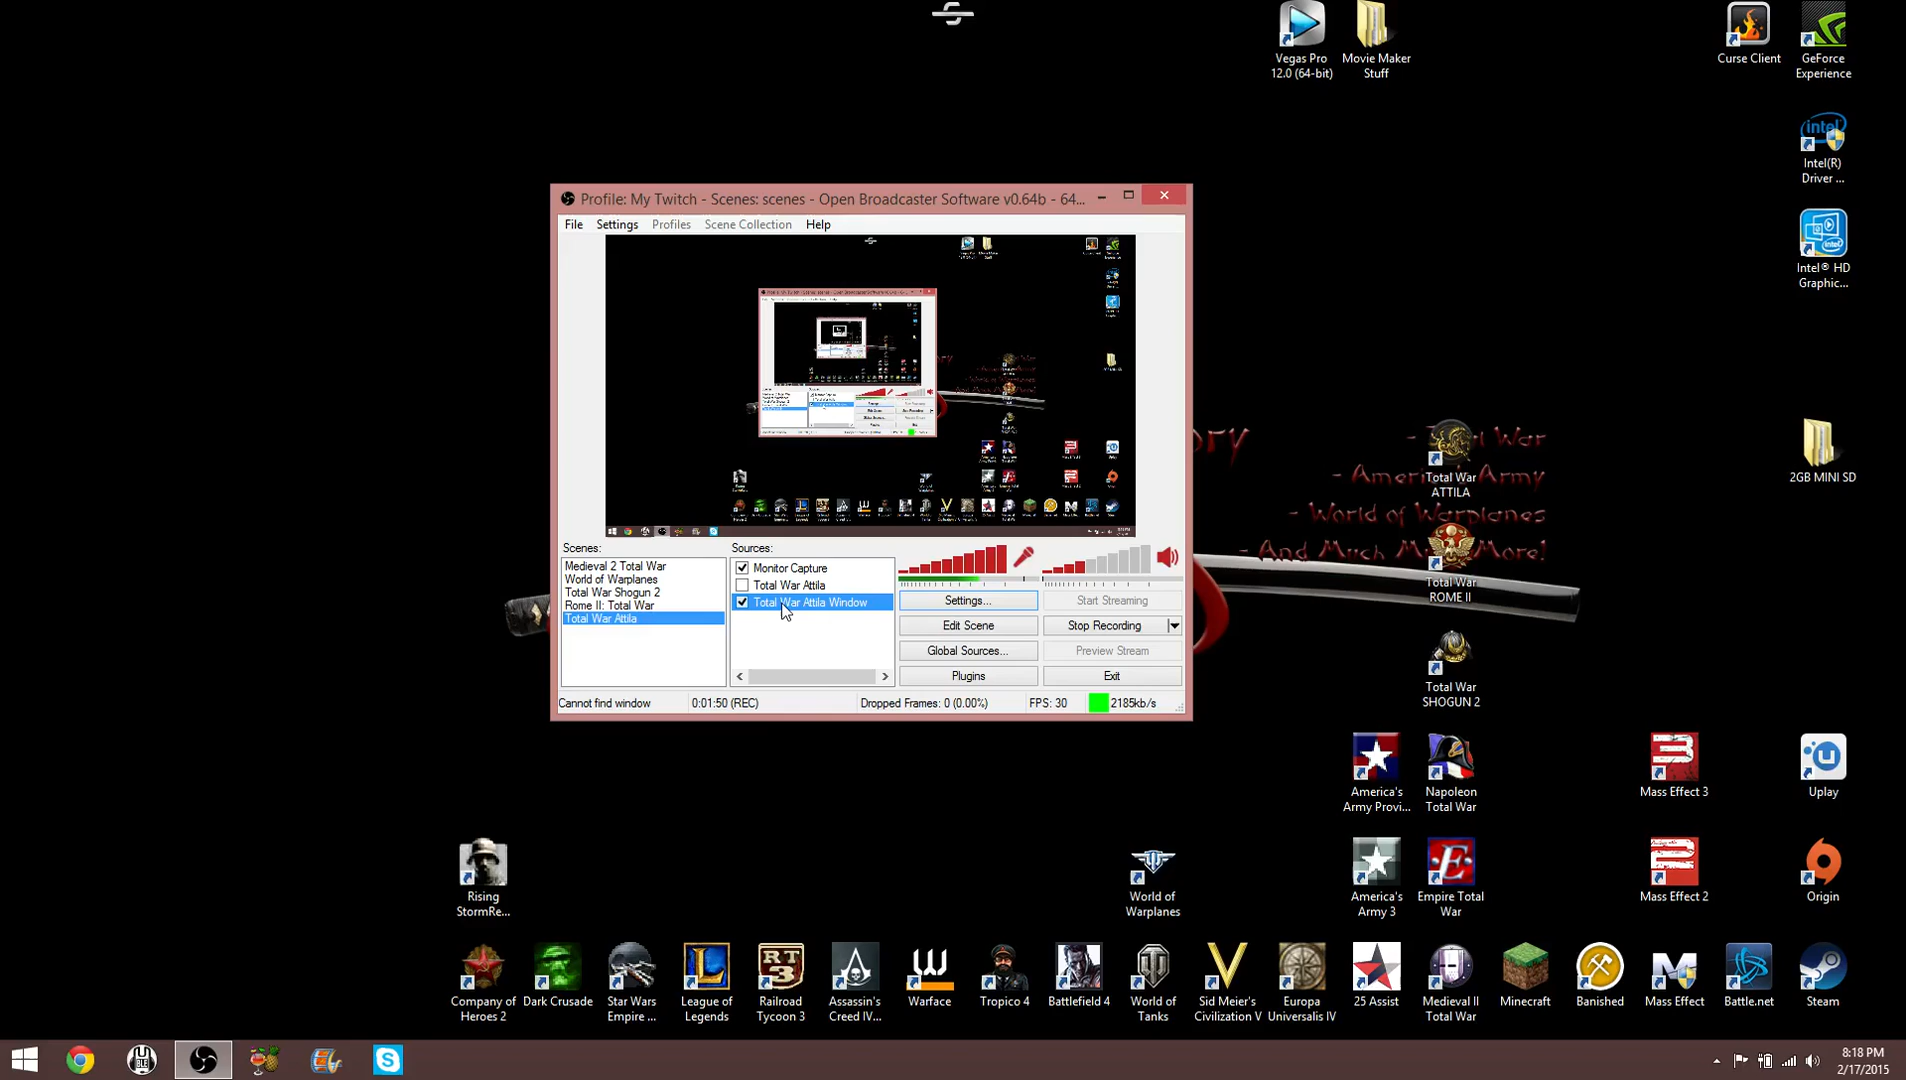 Vegas Pro
12.0 (64-bit)
Movie Maker
Stuff
Curse Client
GeForce
Experience
Intel(R)
Driver ...
Intel® HD
Graphic...
Profile: My Twitch - Scenes: scenes - Open Broadcaster Software v0.64b - 64...
File Settings Profiles Scene Collection Help
- Total War
- America's Army
- World of Warplanes
- And Much More!
Total War
ATTILA
2GB MINI SD
Total War
ROME II
Total War
SHOGUN 2
Scenes:
Medieval 2 Total War
World of Warplanes
Total War Shogun 2
Rome II: Total War
Total War Attila
Sources:
Monitor Capture
Total War Attila
Total War Attila Window
Settings... Start Streaming
Edit Scene Stop Recording
Global Sources... Preview Stream
Plugins Exit
Cannot find window 0:01:50 (REC) Dropped Frames: 0 (0.00%) FPS: 30 2185kb/s
America's
Army Provi...
Napoleon
Total War
Mass Effect 3
Uplay
Rising
StormRe...
World of
Warplanes
America's
Army 3
Empire Total
War
Mass Effect 2
Origin
Company of
Heroes 2
Dark Crusade
Star Wars
Empire ...
League of
Legends
Railroad
Tycoon 3
Assassin's
Creed IV...
Warface
Tropico 4
Battlefield 4
World of
Tanks
Sid Meier's
Civilization V
Europa
Universalis IV
25 Assist
Medieval II
Total War
Minecraft
Banished
Mass Effect
Battle.net
Steam
8:18 PM
2/17/2015